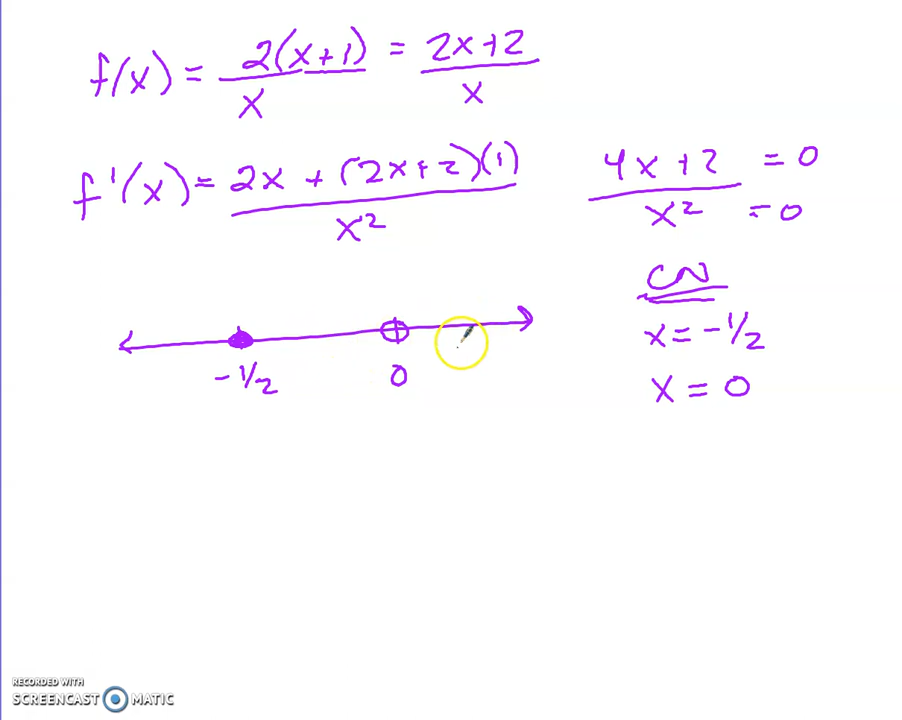 f(x) = 2(x+1)/x = 2x+2/x
f'(x) = 2x + (2x+2)(1)/x²
4x+2/x² =0 =0
CN
x = -1/2
x = 0
-1/2 0
RECORDED WITH
SCREENCAST MATIC